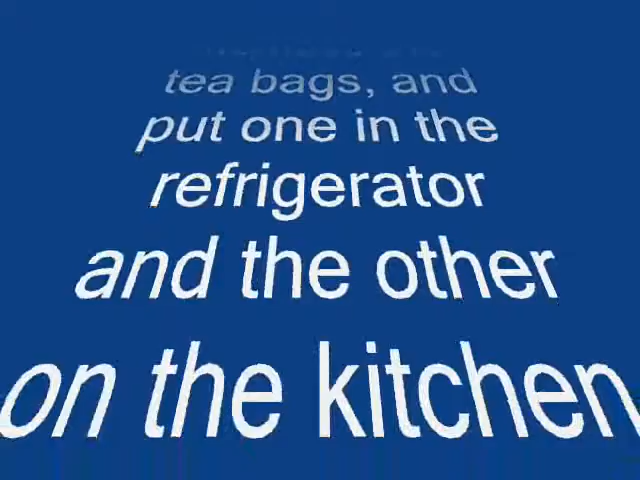 tea bags, and
put one in the
refrigerator
and the other
on the kitchen